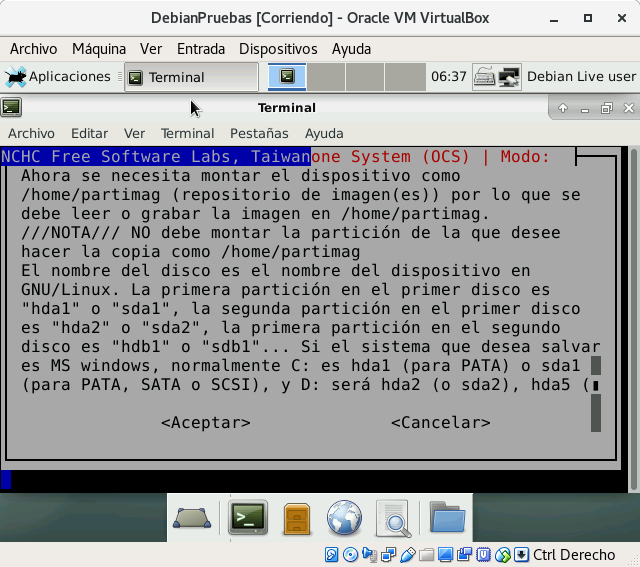 DebianPruebas [Corriendo] - Oracle VM VirtualBox
Archivo Máquina Ver Entrada Dispositivos Ayuda
Aplicaciones Terminal 06:37 Debian Live user
Terminal
Archivo Editar Ver Terminal Pestañas Ayuda
NCHC Free Software Labs, Taiwanone System (OCS) | Modo:
Ahora se necesita montar el dispositivo como
/home/partimag (repositorio de imagen(es)) por lo que se
debe leer o grabar la imagen en /home/partimag.
///NOTA/// NO debe montar la partición de la que desee
hacer la copia como /home/partimag
El nombre del disco es el nombre del dispositivo en
GNU/Linux. La primera partición en el primer disco es
"hda1" o "sda1", la segunda partición en el primer disco
es "hda2" o "sda2", la primera partición en el segundo
disco es "hdb1" o "sdb1"... Si el sistema que desea salvar
es MS windows, normalmente C: es hda1 (para PATA) o sda1
(para PATA, SATA o SCSI), y D: será hda2 (o sda2), hda5 (
<Aceptar> <Cancelar>
Ctrl Derecho